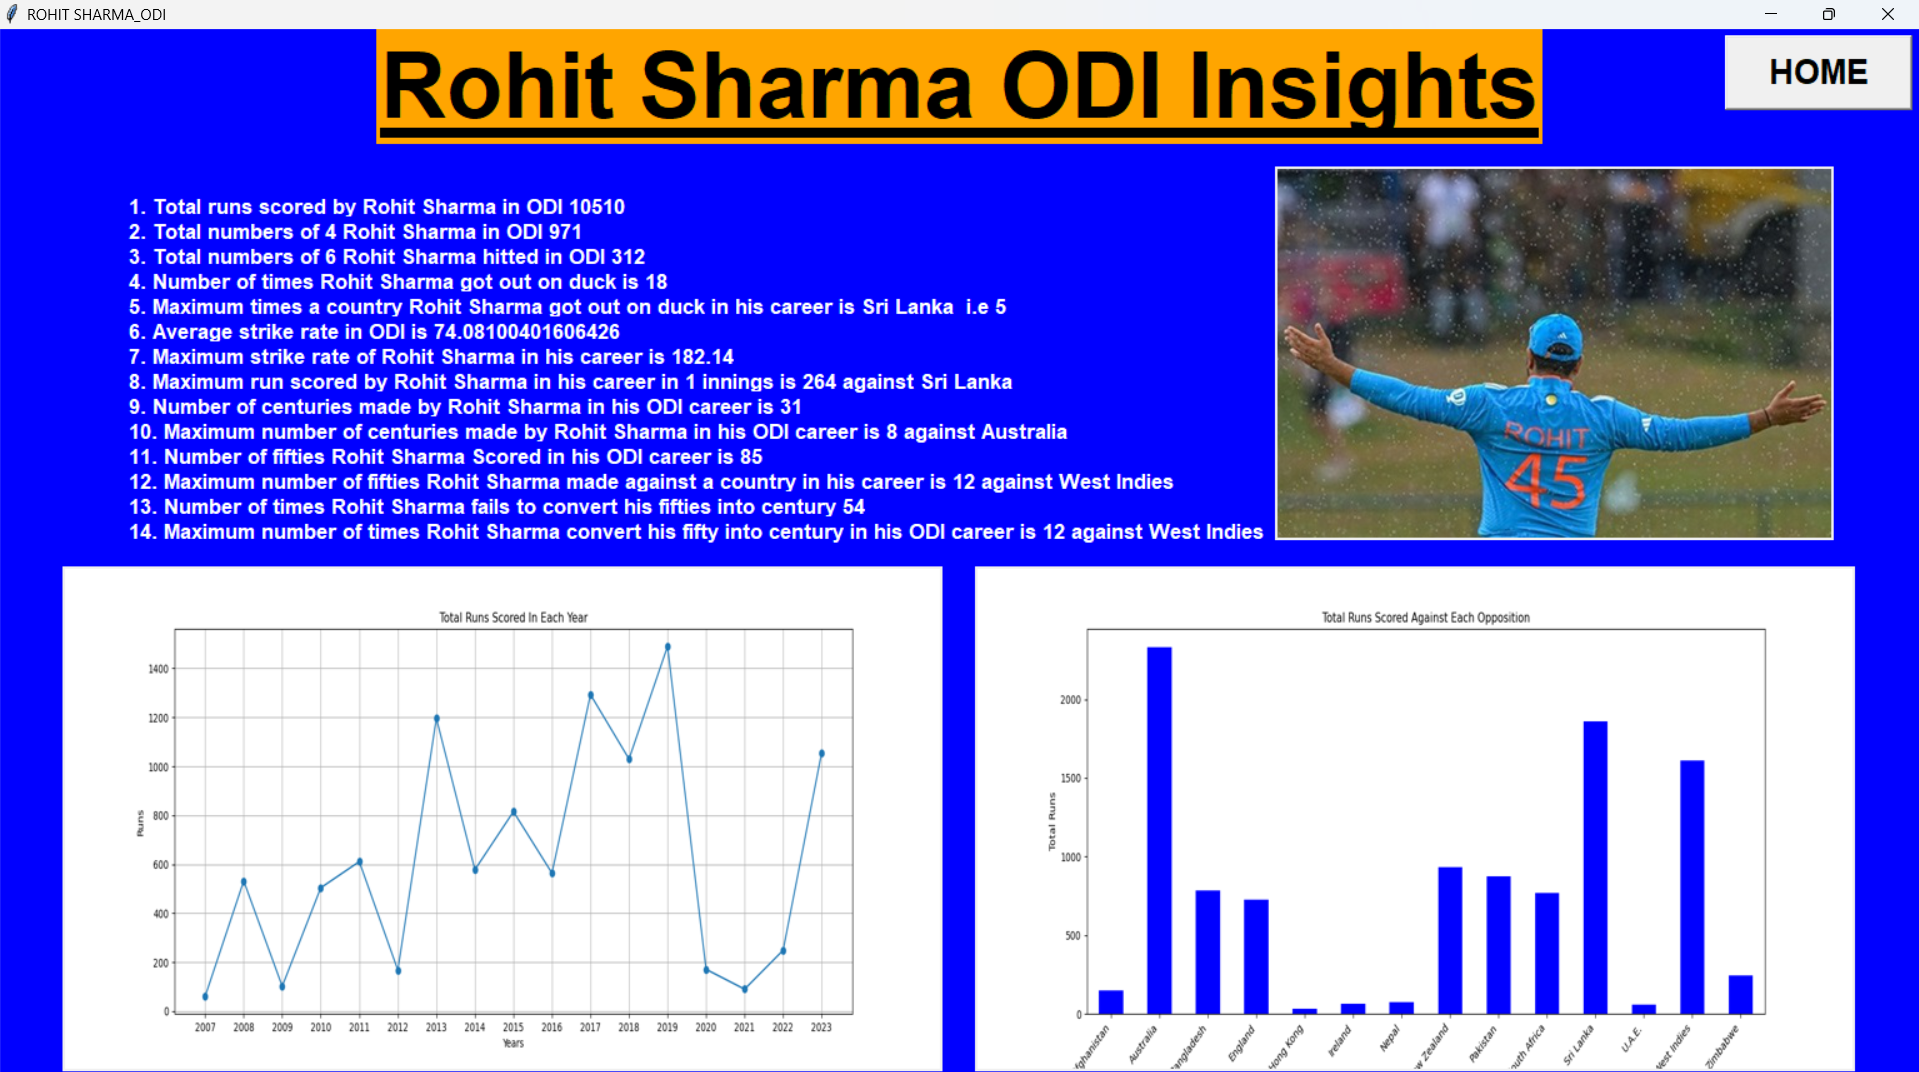 ROHIT SHARMA_ODI
Rohit Sharma ODI Insights
HOME
1. Total runs scored by Rohit Sharma in ODI 10510
2. Total numbers of 4 Rohit Sharma in ODI 971
3. Total numbers of 6 Rohit Sharma hitted in ODI 312
4. Number of times Rohit Sharma got out on duck is 18
5. Maximum times a country Rohit Sharma got out on duck in his career is Sri Lanka  i.e 5
6. Average strike rate in ODI is 74.08100401606426
7. Maximum strike rate of Rohit Sharma in his career is 182.14
8. Maximum run scored by Rohit Sharma in his career in 1 innings is 264 against Sri Lanka
9. Number of centuries made by Rohit Sharma in his ODI career is 31
10. Maximum number of centuries made by Rohit Sharma in his ODI career is 8 against Australia
11. Number of fifties Rohit Sharma Scored in his ODI career is 85
12. Maximum number of fifties Rohit Sharma made against a country in his career is 12 against West Indies
13. Number of times Rohit Sharma fails to convert his fifties into century 54
14. Maximum number of times Rohit Sharma convert his fifty into century in his ODI career is 12 against West Indies
ROHIT
45
Total Runs Scored In Each Year
1400
1200
1000
800
600
400
200
0
Runs
2007 2008 2009 2010 2011 2012 2013 2014 2015 2016 2017 2018 2019 2020 2021 2022 2023
Years
Total Runs Scored Against Each Opposition
2000
1500
1000
500
0
Total Runs
fghanistan
Australia
angladesh
England
Hong Kong
Ireland
Nepal
w Zealand
Pakistan
outh Africa
Sri Lanka
U.A.E.
West Indies
Zimbabwe